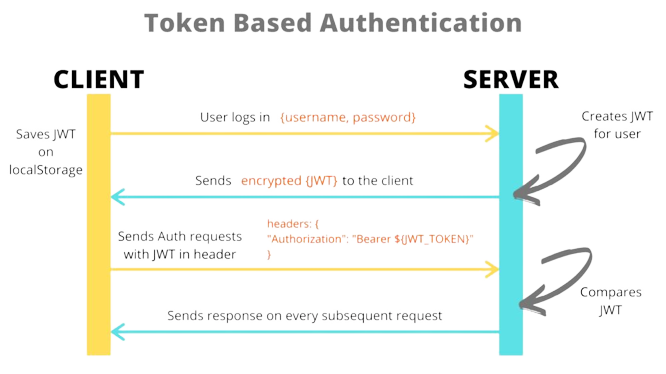 Token Based Authentication
CLIENT
SERVER
User logs in {username, password}
Creates JWT
for user
Saves JWT
on
localStorage
Sends encrypted {JWT} to the client
Sends Auth requests
with JWT in header
headers: {
"Authorization": "Bearer ${JWT_TOKEN}"
}
Compares
JWT
Sends response on every subsequent request